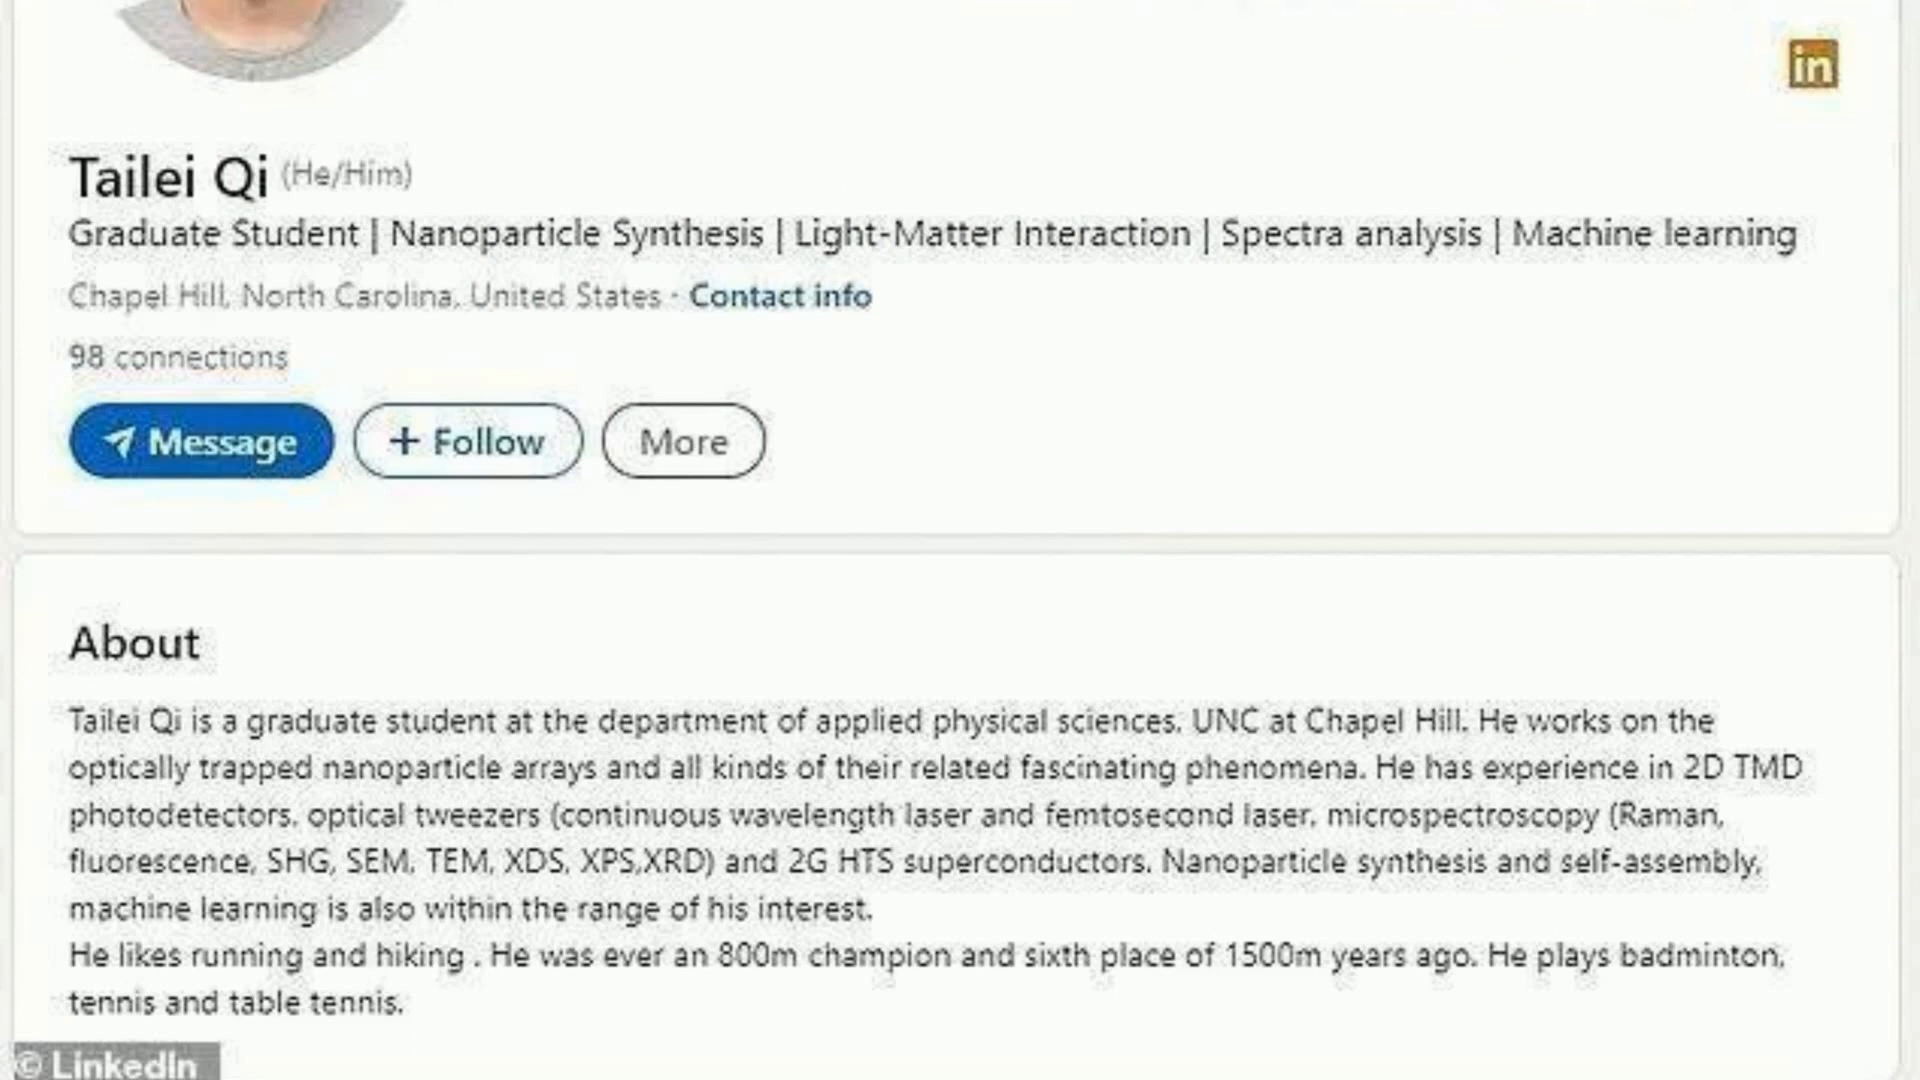 in
Tailei Qi (He/Him)
Graduate Student | Nanoparticle Synthesis | Light-Matter Interaction | Spectra analysis | Machine learning
Chapel Hill, North Carolina, United States · Contact info
98 connections
Message + Follow More
About
Tailei Qi is a graduate student at the department of applied physical sciences, UNC at Chapel Hill. He works on the
optically trapped nanoparticle arrays and all kinds of their related fascinating phenomena. He has experience in 2D TMD
photodetectors, optical tweezers (continuous wavelength laser and femtosecond laser, microspectroscopy (Raman,
fluorescence, SHG, SEM, TEM, XDS, XPS,XRD) and 2G HTS superconductors. Nanoparticle synthesis and self-assembly,
machine learning is also within the range of his interest.
He likes running and hiking . He was ever an 800m champion and sixth place of 1500m years ago. He plays badminton,
tennis and table tennis.
© LinkedIn